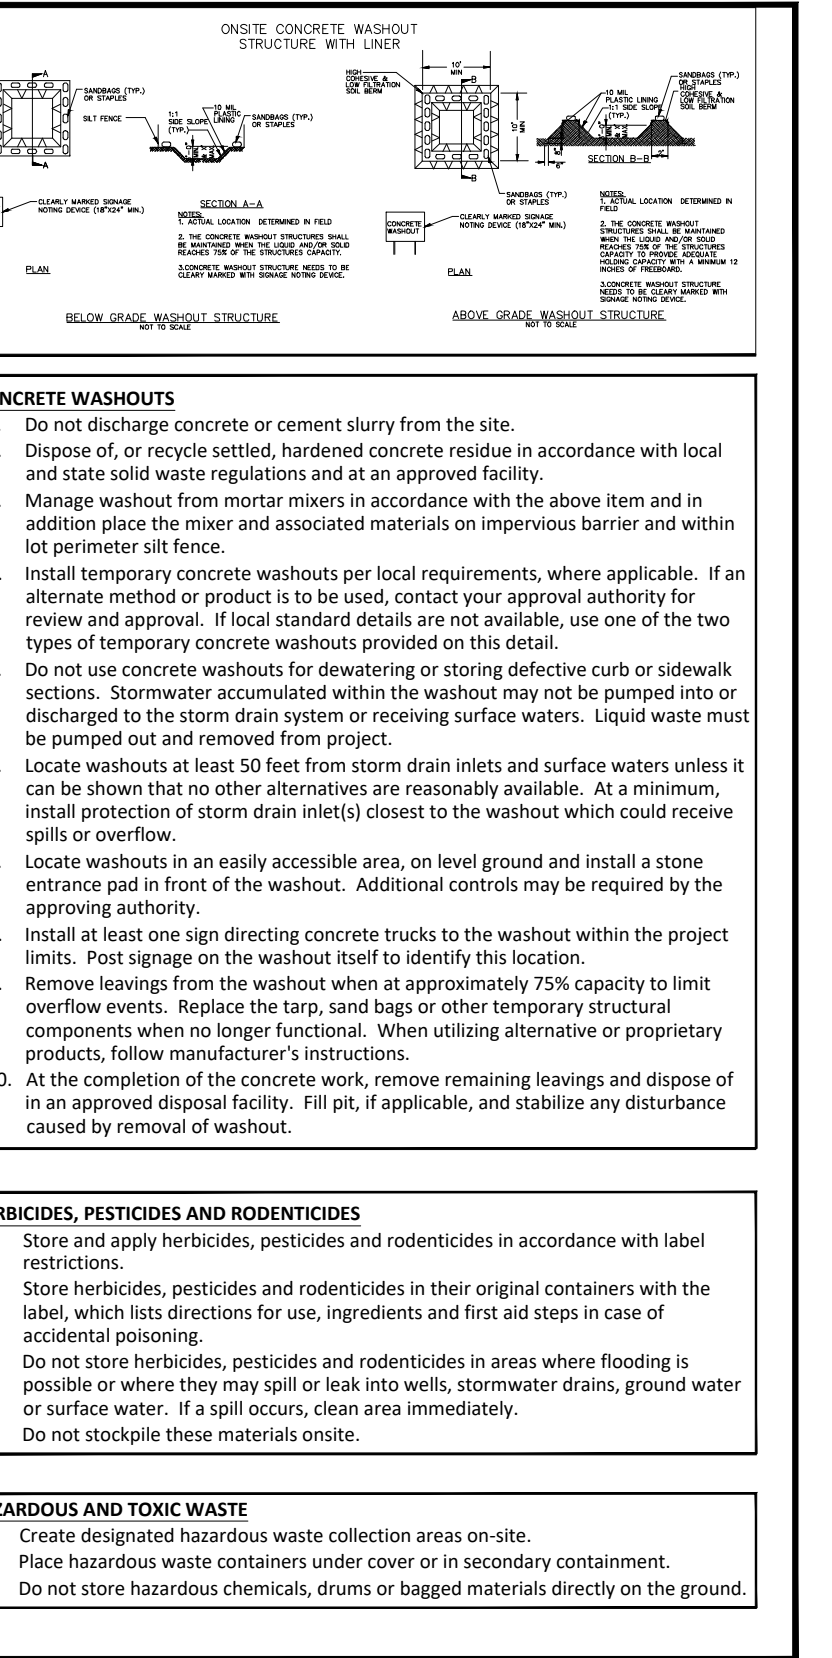 ONSITE CONCRETE WASHOUT
STRUCTURE WITH LINER
A
SANDBAGS (TYP.)
OR STAPLES
SILT FENCE
A
CLEARLY MARKED SIGNAGE
NOTING DEVICE (18"X24" MIN.)
PLAN
1:1
SIDE SLOPE
(TYP.)
10 MIL
PLASTIC
LINING
SANDBAGS (TYP.)
OR STAPLES
SECTION A-A
NOTES:
1. ACTUAL LOCATION DETERMINED IN FIELD
2. THE CONCRETE WASHOUT STRUCTURES SHALL
BE MAINTAINED WHEN THE LIQUID AND/OR SOLID
REACHES 75% OF THE STRUCTURES CAPACITY.
3.CONCRETE WASHOUT STRUCTURE NEEDS TO BE
CLEARY MARKED WITH SIGNAGE NOTING DEVICE.
BELOW GRADE WASHOUT STRUCTURE
NOT TO SCALE
HIGH
COHESIVE &
LOW FILTRATION
SOIL BERM
10'
MIN
B
10'
MIN
B
SANDBAGS (TYP.)
OR STAPLES
CONCRETE
WASHOUT
CLEARLY MARKED SIGNAGE
NOTING DEVICE (18"X24" MIN.)
PLAN
10 MIL
PLASTIC LINING
1:1 SIDE SLOPE
(TYP.)
SANDBAGS (TYP.)
OR STAPLES
HIGH
COHESIVE &
LOW FILTRATION
SOIL BERM
SECTION B-B
2'
6"
NOTES:
1. ACTUAL LOCATION DETERMINED IN
FIELD
2. THE CONCRETE WASHOUT
STRUCTURES SHALL BE MAINTAINED
WHEN THE LIQUID AND/OR SOLID
REACHES 75% OF THE STRUCTURES
CAPACITY TO PROVIDE ADEQUATE
HOLDING CAPACITY WITH A MINIMUM 12
INCHES OF FREEBOARD.
3.CONCRETE WASHOUT STRUCTURE
NEEDS TO BE CLEARY MARKED WITH
SIGNAGE NOTING DEVICE.
ABOVE GRADE WASHOUT STRUCTURE
NOT TO SCALE
NCRETE WASHOUTS
Do not discharge concrete or cement slurry from the site.
Dispose of, or recycle settled, hardened concrete residue in accordance with local
and state solid waste regulations and at an approved facility.
Manage washout from mortar mixers in accordance with the above item and in
addition place the mixer and associated materials on impervious barrier and within
lot perimeter silt fence.
Install temporary concrete washouts per local requirements, where applicable. If an
alternate method or product is to be used, contact your approval authority for
review and approval. If local standard details are not available, use one of the two
types of temporary concrete washouts provided on this detail.
Do not use concrete washouts for dewatering or storing defective curb or sidewalk
sections. Stormwater accumulated within the washout may not be pumped into or
discharged to the storm drain system or receiving surface waters. Liquid waste must
be pumped out and removed from project.
Locate washouts at least 50 feet from storm drain inlets and surface waters unless it
can be shown that no other alternatives are reasonably available. At a minimum,
install protection of storm drain inlet(s) closest to the washout which could receive
spills or overflow.
Locate washouts in an easily accessible area, on level ground and install a stone
entrance pad in front of the washout. Additional controls may be required by the
approving authority.
Install at least one sign directing concrete trucks to the washout within the project
limits. Post signage on the washout itself to identify this location.
Remove leavings from the washout when at approximately 75% capacity to limit
overflow events. Replace the tarp, sand bags or other temporary structural
components when no longer functional. When utilizing alternative or proprietary
products, follow manufacturer's instructions.
0. At the completion of the concrete work, remove remaining leavings and dispose of
in an approved disposal facility. Fill pit, if applicable, and stabilize any disturbance
caused by removal of washout.
RBICIDES, PESTICIDES AND RODENTICIDES
Store and apply herbicides, pesticides and rodenticides in accordance with label
restrictions.
Store herbicides, pesticides and rodenticides in their original containers with the
label, which lists directions for use, ingredients and first aid steps in case of
accidental poisoning.
Do not store herbicides, pesticides and rodenticides in areas where flooding is
possible or where they may spill or leak into wells, stormwater drains, ground water
or surface water. If a spill occurs, clean area immediately.
Do not stockpile these materials onsite.
ZARDOUS AND TOXIC WASTE
Create designated hazardous waste collection areas on-site.
Place hazardous waste containers under cover or in secondary containment.
Do not store hazardous chemicals, drums or bagged materials directly on the ground.